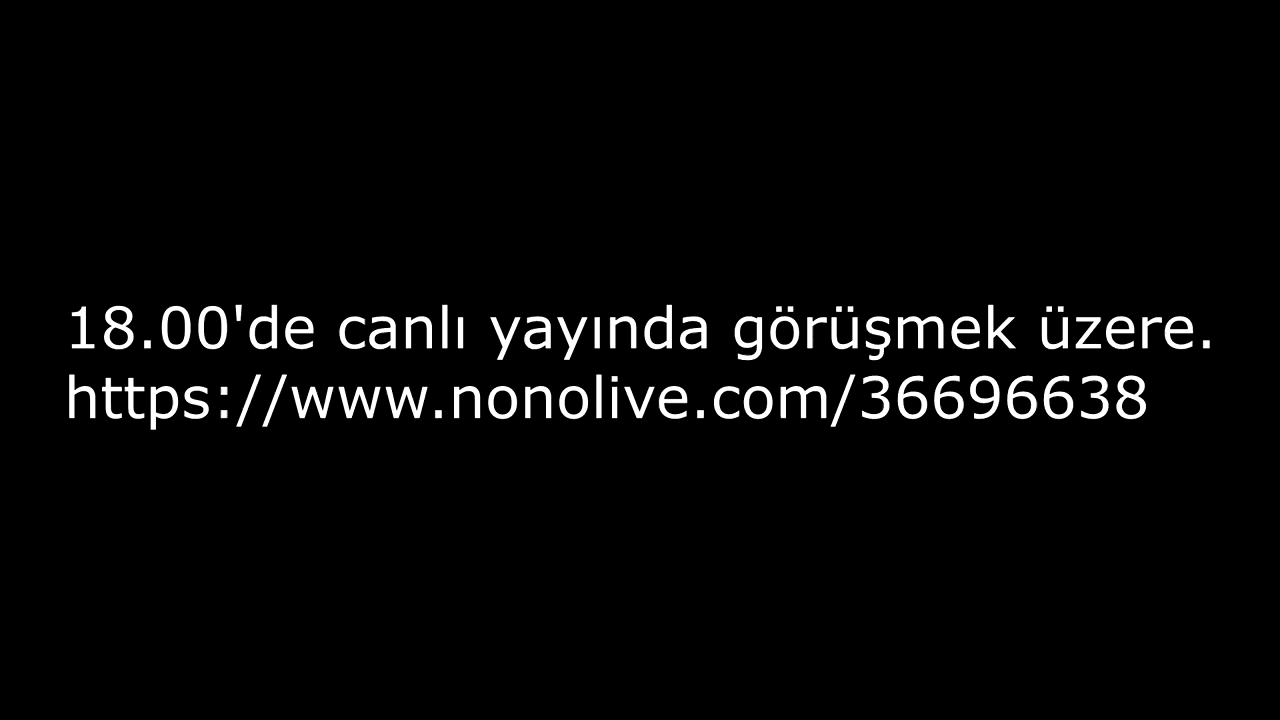 18.00'de canlı yayında görüşmek üzere.
https://www.nonolive.com/36696638